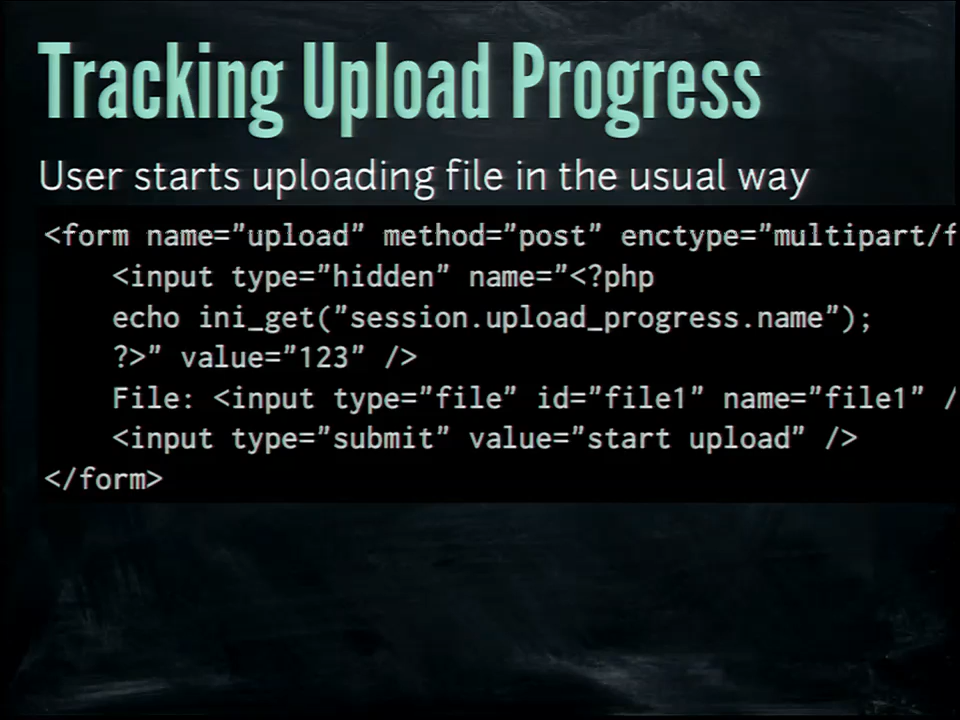 Tracking Upload Progress
User starts uploading file in the usual way
<form name="upload" method="post" enctype="multipart/f
<input type="hidden" name="<?php
echo ini_get("session.upload_progress.name");
?>" value="123" />
File: <input type="file" id="file1" name="file1" /
<input type="submit" value="start upload" />
</form>